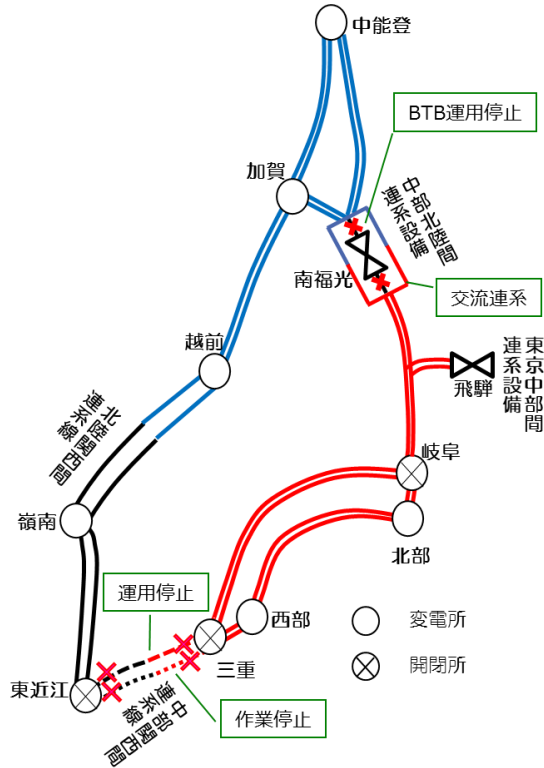 中能登
BTB運用停止
加賀
中部北陸間
連系設備
南福光
交流連系
越前
東京中部間
連系設備
飛騨
北陸関西間
連系線
岐阜
嶺南
北部
運用停止
西部
変電所
三重
開閉所
東近江
中部関西間
連系線
作業停止